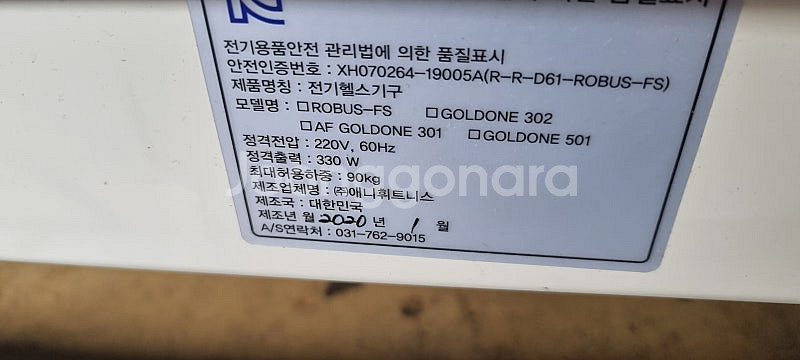 품질표시
전기용품안전 관리법에 의한 품질표시
안전인증번호 : XH070264-19005A(R-R-D61-ROBUS-FS)
제품명칭 : 전기헬스기구
모델명 : □ROBUS-FS □GOLDONE 302
□AF GOLDONE 301 □GOLDONE 501
정격전압 : 220V, 60Hz
정격출력 : 330 W
최대허용하중 : 90kg
제조업체명 : ㈜애니휘트니스
제조국 : 대한민국
제조년 월 2020 년 1 월
A/S연락처 : 031-762-9015